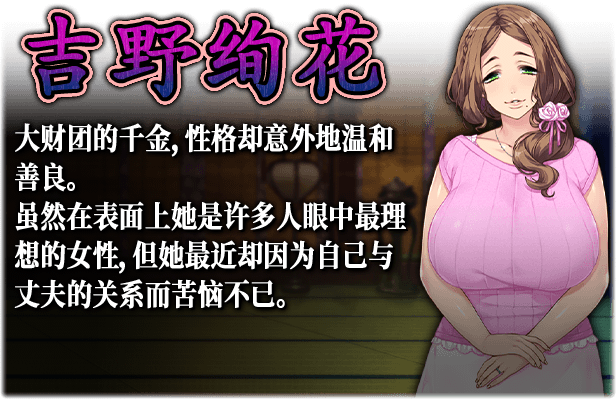 吉野绚花
大财团的千金，性格却意外地温和
善良。
虽然在表面上她是许多人眼中最理
想的女性，但她最近却因为自己与
丈夫的关系而苦恼不已。